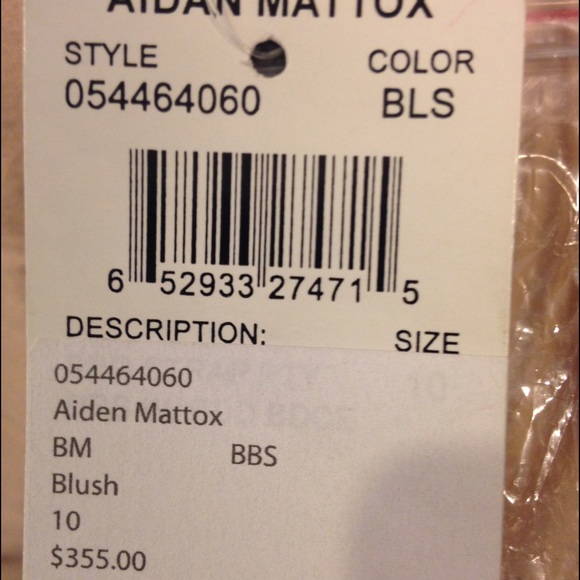 AIDAN MATTOX
STYLE COLOR
054464060 BLS
6 52933 27471 5
DESCRIPTION: SIZE
10
054464060
Aiden Mattox
BM BBS
Blush
10
$355.00